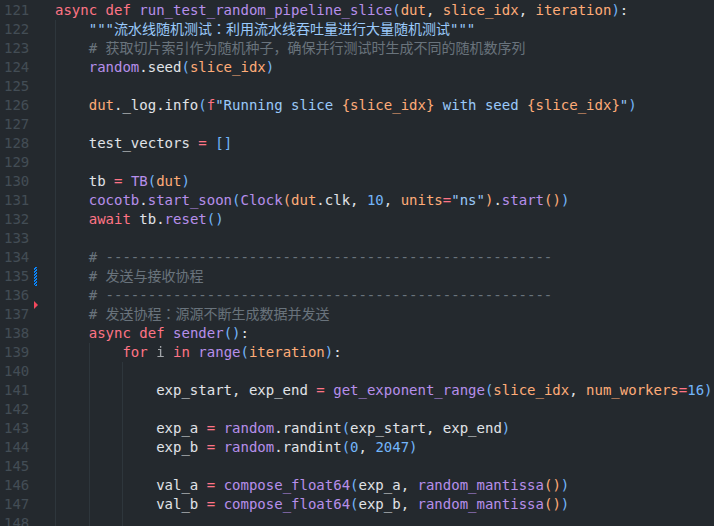 121 async def run_test_random_pipeline_slice(dut, slice_idx, iteration):
122 """流水线随机测试：利用流水线吞吐量进行大量随机测试"""
123 # 获取切片索引作为随机种子，确保并行测试时生成不同的随机数序列
124 random.seed(slice_idx)
125
126 dut._log.info(f"Running slice {slice_idx} with seed {slice_idx}")
127
128 test_vectors = []
129
130 tb = TB(dut)
131 cocotb.start_soon(Clock(dut.clk, 10, units="ns").start())
132 await tb.reset()
133
134 # -----------------------------------------------------
135 # 发送与接收协程
136 # -----------------------------------------------------
137 # 发送协程：源源不断生成数据并发送
138 async def sender():
139 for i in range(iteration):
140
141 exp_start, exp_end = get_exponent_range(slice_idx, num_workers=16)
142
143 exp_a = random.randint(exp_start, exp_end)
144 exp_b = random.randint(0, 2047)
145
146 val_a = compose_float64(exp_a, random_mantissa())
147 val_b = compose_float64(exp_b, random_mantissa())
148